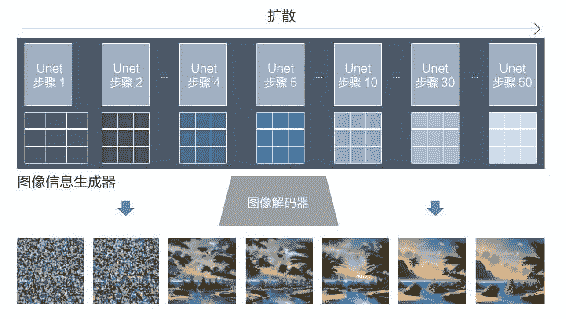 扩散
Unet
步骤 1
Unet
步骤 2
...
Unet
步骤 4
Unet
步骤 5
...
Unet
步骤 10
...
Unet
步骤 30
...
Unet
步骤 50
图像信息生成器
图像解码器